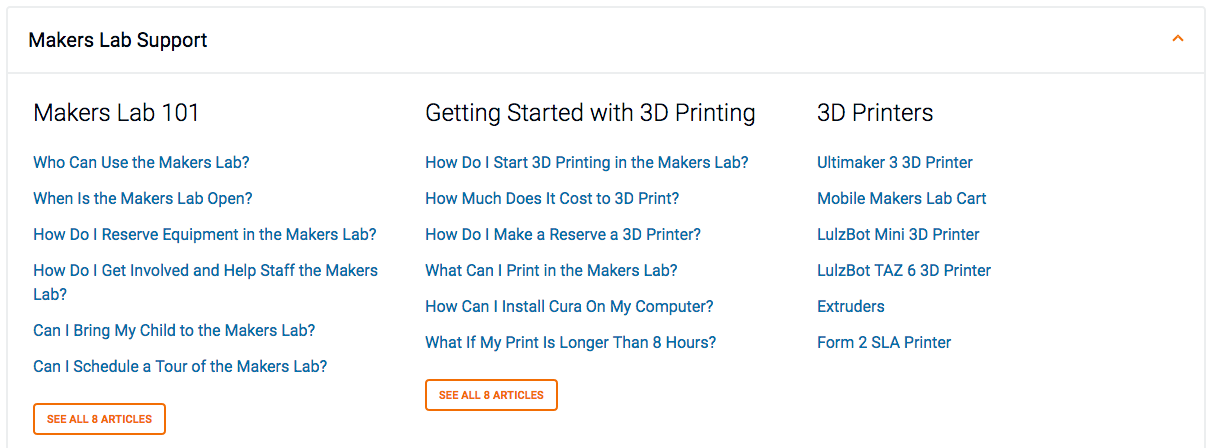 Makers Lab Support
Makers Lab 101
Who Can Use the Makers Lab?
When Is the Makers Lab Open?
How Do I Reserve Equipment in the Makers Lab?
How Do I Get Involved and Help Staff the Makers
Lab?
Can I Bring My Child to the Makers Lab?
Can I Schedule a Tour of the Makers Lab?
SEE ALL 8 ARTICLES
Getting Started with 3D Printing
How Do I Start 3D Printing in the Makers Lab?
How Much Does It Cost to 3D Print?
How Do I Make a Reserve a 3D Printer?
What Can I Print in the Makers Lab?
How Can I Install Cura On My Computer?
What If My Print Is Longer Than 8 Hours?
SEE ALL 8 ARTICLES
3D Printers
Ultimaker 3 3D Printer
Mobile Makers Lab Cart
LulzBot Mini 3D Printer
LulzBot TAZ 6 3D Printer
Extruders
Form 2 SLA Printer